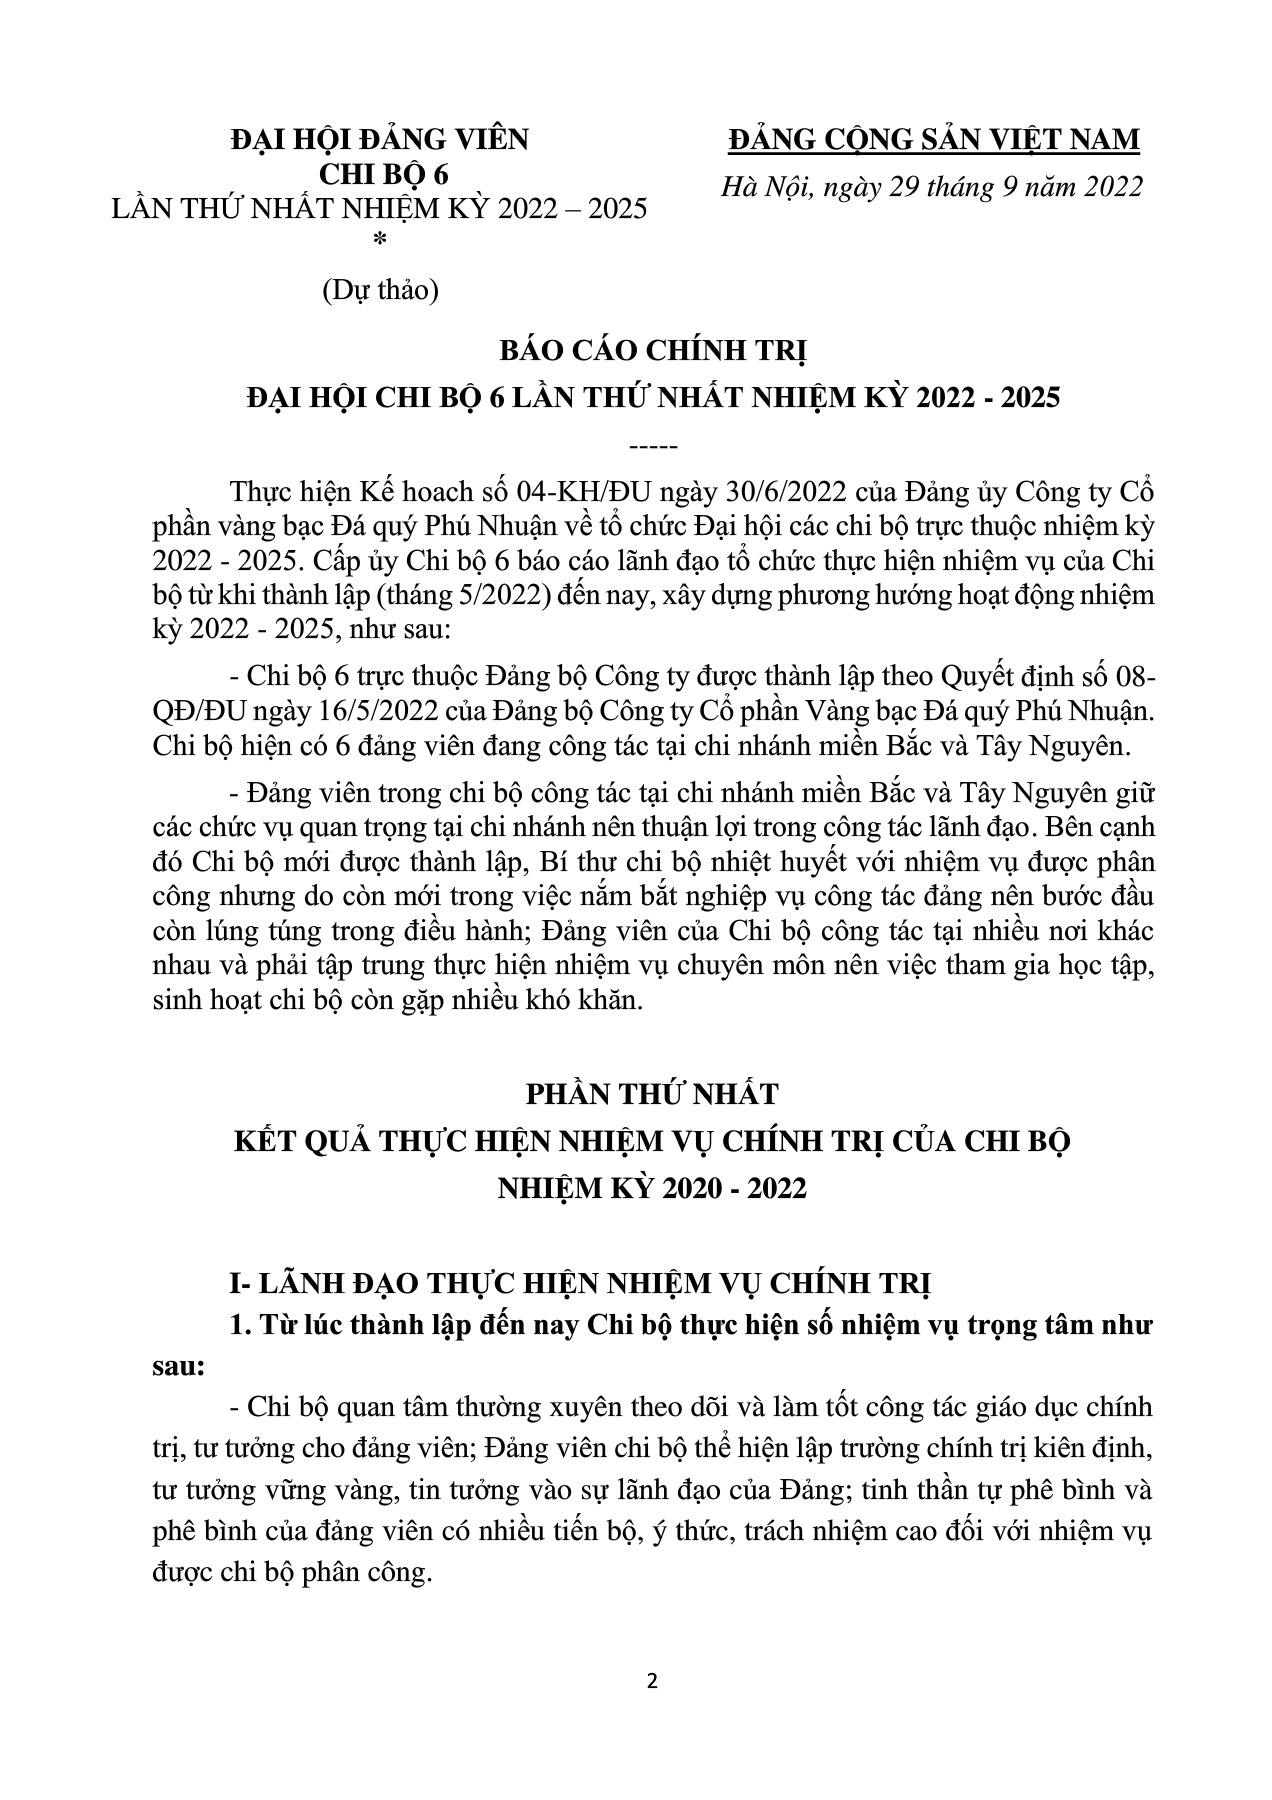 ĐẠI HỘI ĐẢNG VIÊN
CHI BỘ 6
LẦN THỨ NHẤT NHIỆM KỲ 2022 – 2025
*
(Dự thảo)
ĐẢNG CỘNG SẢN VIỆT NAM
Hà Nội, ngày 29 tháng 9 năm 2022
BÁO CÁO CHÍNH TRỊ
ĐẠI HỘI CHI BỘ 6 LẦN THỨ NHẤT NHIỆM KỲ 2022 - 2025
-----
Thực hiện Kế hoach số 04-KH/ĐU ngày 30/6/2022 của Đảng ủy Công ty Cổ
phần vàng bạc Đá quý Phú Nhuận về tổ chức Đại hội các chi bộ trực thuộc nhiệm kỳ
2022 - 2025. Cấp ủy Chi bộ 6 báo cáo lãnh đạo tổ chức thực hiện nhiệm vụ của Chi
bộ từ khi thành lập (tháng 5/2022) đến nay, xây dựng phương hướng hoạt động nhiệm
kỳ 2022 - 2025, như sau:
- Chi bộ 6 trực thuộc Đảng bộ Công ty được thành lập theo Quyết định số 08-
QĐ/ĐU ngày 16/5/2022 của Đảng bộ Công ty Cổ phần Vàng bạc Đá quý Phú Nhuận.
Chi bộ hiện có 6 đảng viên đang công tác tại chi nhánh miền Bắc và Tây Nguyên.
- Đảng viên trong chi bộ công tác tại chi nhánh miền Bắc và Tây Nguyên giữ
các chức vụ quan trọng tại chi nhánh nên thuận lợi trong công tác lãnh đạo. Bên cạnh
đó Chi bộ mới được thành lập, Bí thư chi bộ nhiệt huyết với nhiệm vụ được phân
công nhưng do còn mới trong việc nắm bắt nghiệp vụ công tác đảng nên bước đầu
còn lúng túng trong điều hành; Đảng viên của Chi bộ công tác tại nhiều nơi khác
nhau và phải tập trung thực hiện nhiệm vụ chuyên môn nên việc tham gia học tập,
sinh hoạt chi bộ còn gặp nhiều khó khăn.
PHẦN THỨ NHẤT
KẾT QUẢ THỰC HIỆN NHIỆM VỤ CHÍNH TRỊ CỦA CHI BỘ
NHIỆM KỲ 2020 - 2022
I- LÃNH ĐẠO THỰC HIỆN NHIỆM VỤ CHÍNH TRỊ
1. Từ lúc thành lập đến nay Chi bộ thực hiện số nhiệm vụ trọng tâm như
sau:
- Chi bộ quan tâm thường xuyên theo dõi và làm tốt công tác giáo dục chính
trị, tư tưởng cho đảng viên; Đảng viên chi bộ thể hiện lập trường chính trị kiên định,
tư tưởng vững vàng, tin tưởng vào sự lãnh đạo của Đảng; tinh thần tự phê bình và
phê bình của đảng viên có nhiều tiến bộ, ý thức, trách nhiệm cao đối với nhiệm vụ
được chi bộ phân công.
2